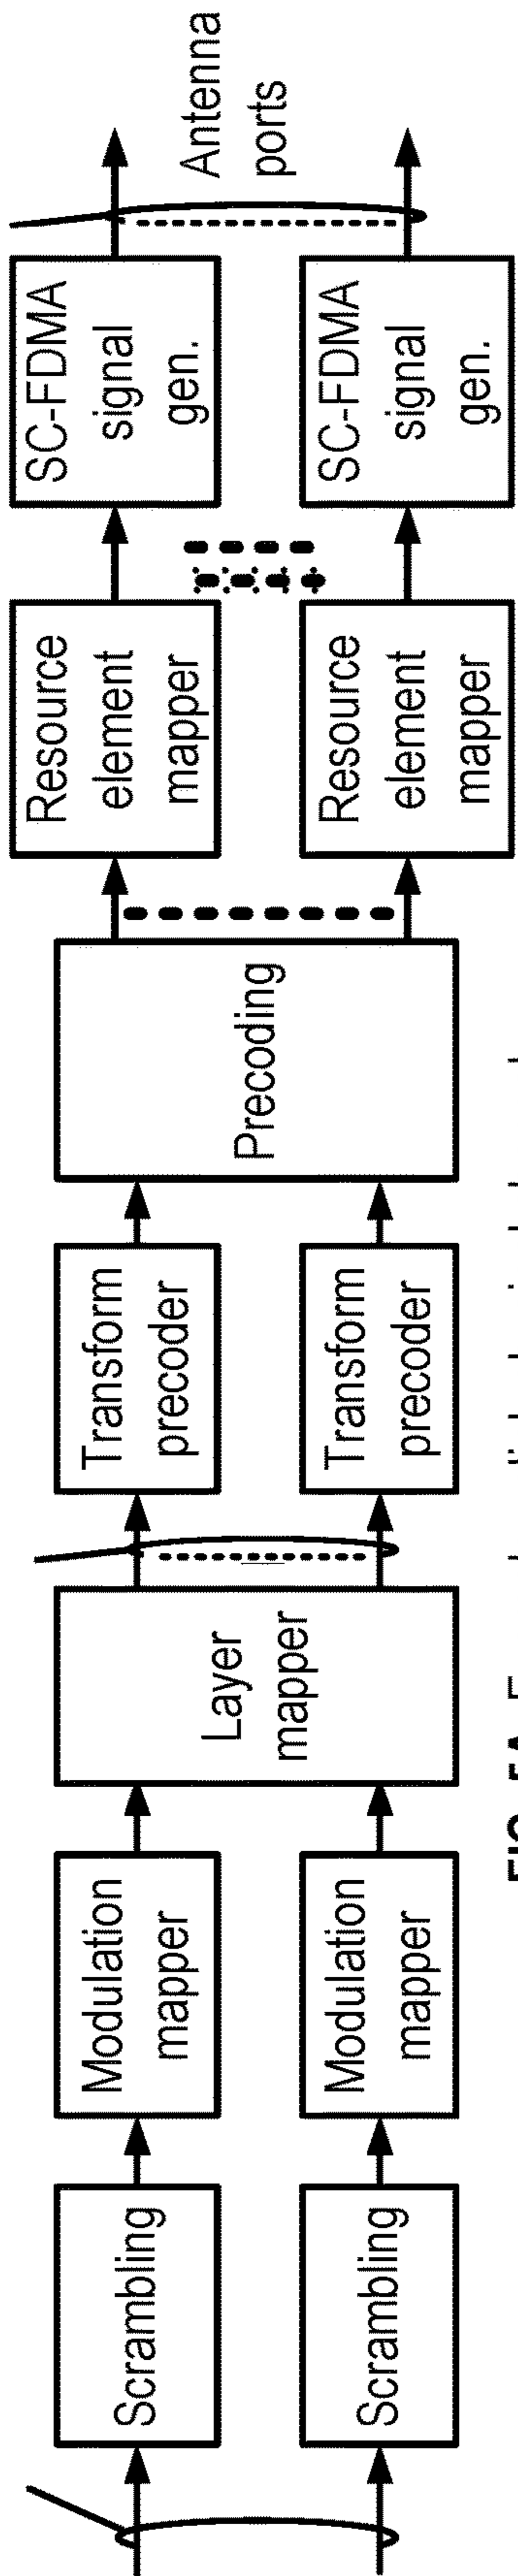 Scrambling
Modulation
mapper
Layer
mapper
Transform
precoder
Precoding
Resource
element
mapper
SC-FDMA
signal
gen.
Antenna
ports
Scrambling
Modulation
mapper
Transform
precoder
Resource
element
mapper
SC-FDMA
signal
gen.